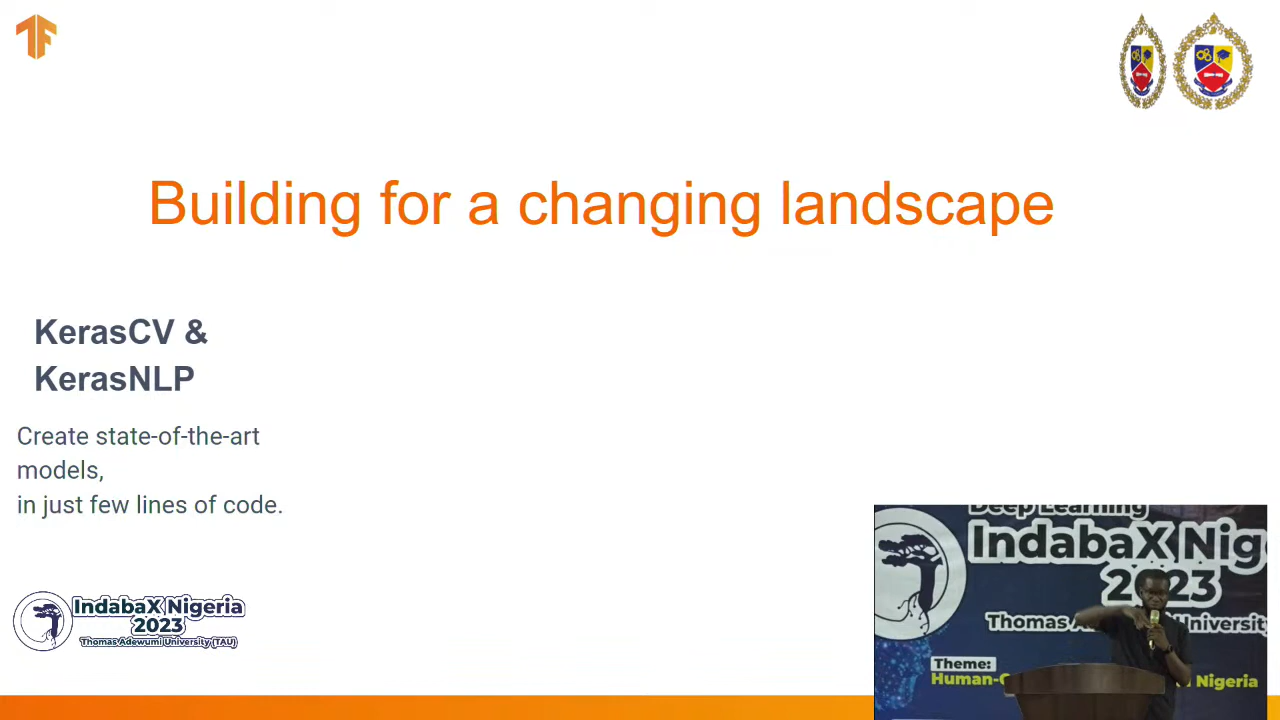 Building for a changing landscape
KerasCV &
KerasNLP
Create state-of-the-art
models,
in just few lines of code.
IndabaX Nigeria
2023
Thomas Adewumi University (TAU)
Deep Learning
IndabaX Nig
2023
Thomas University
Theme:
Human- Nigeria